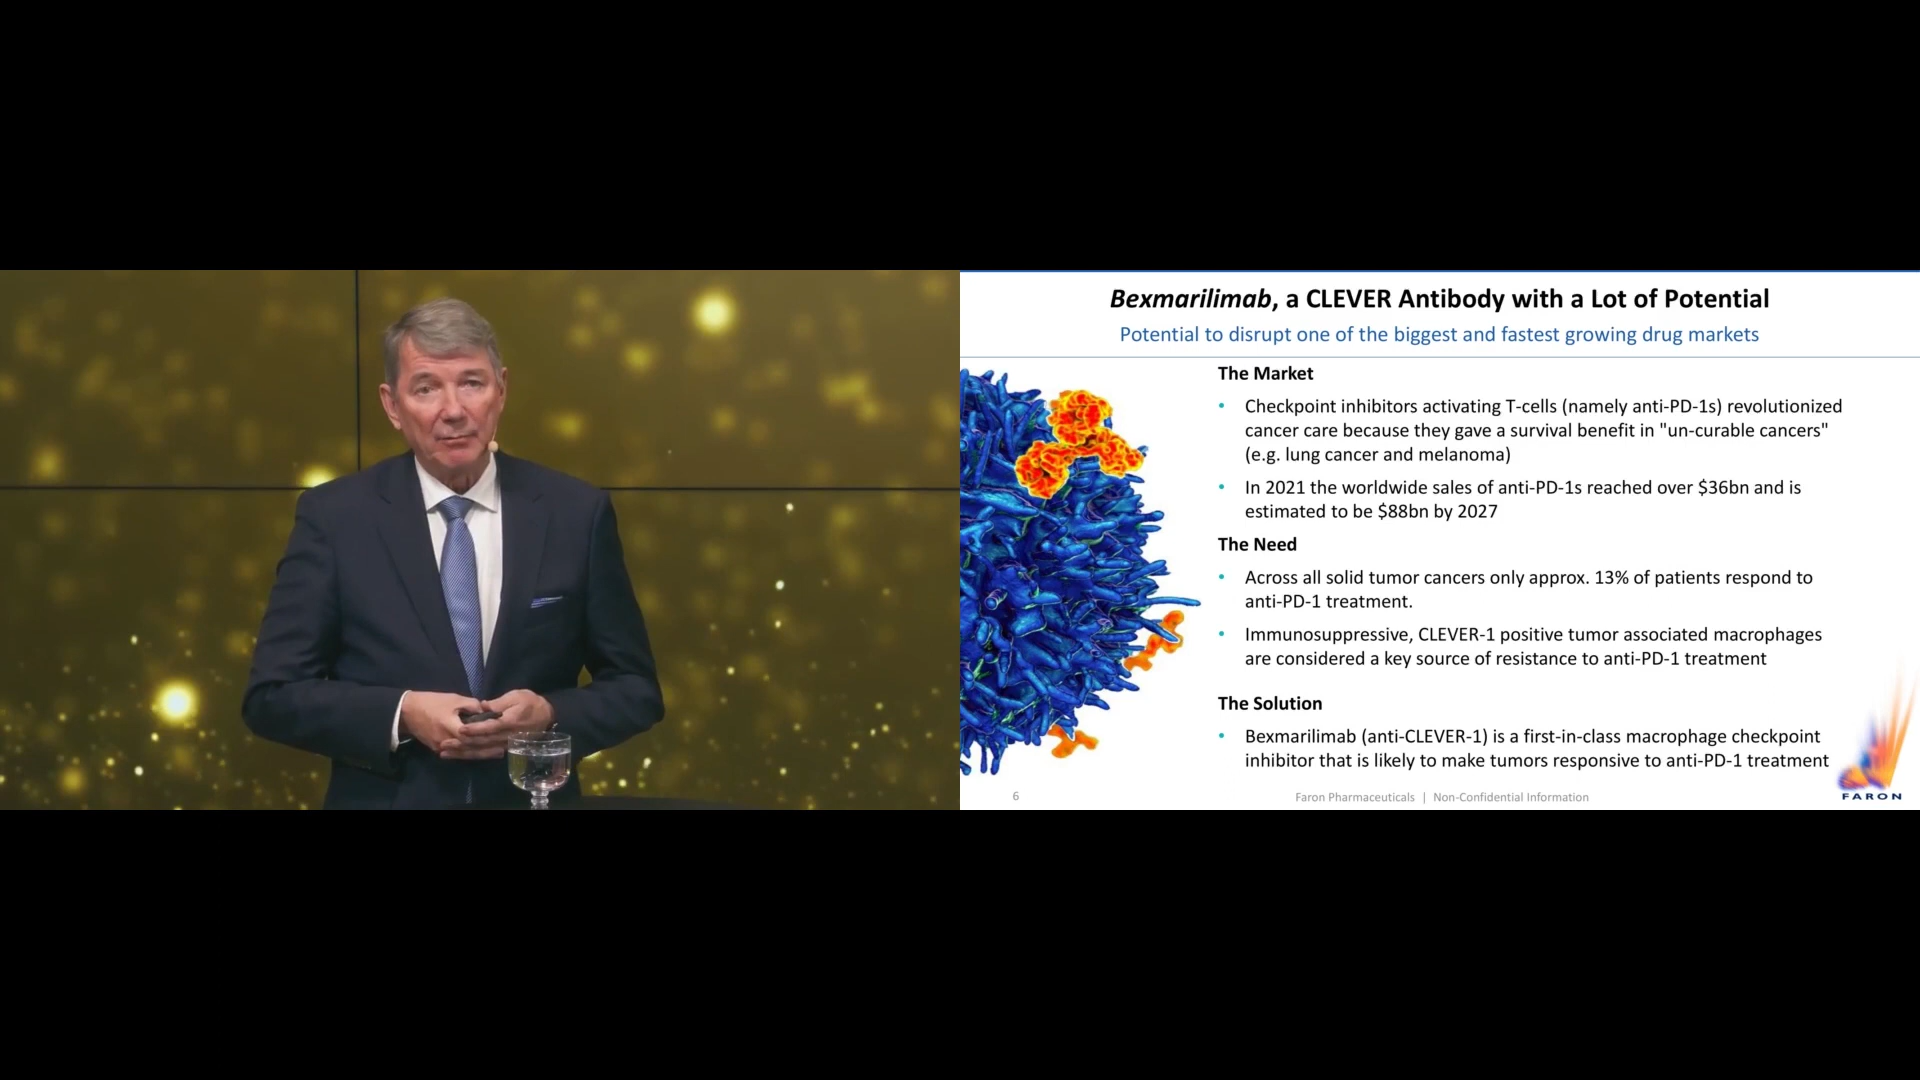 Bexmarilimab, a CLEVER Antibody with a Lot of Potential
Potential to disrupt one of the biggest and fastest growing drug markets
The Market
• Checkpoint inhibitors activating T-cells (namely anti-PD-1s) revolutionized
cancer care because they gave a survival benefit in "un-curable cancers"
(e.g. lung cancer and melanoma)
• In 2021 the worldwide sales of anti-PD-1s reached over $36bn and is
estimated to be $88bn by 2027
The Need
• Across all solid tumor cancers only approx. 13% of patients respond to
anti-PD-1 treatment.
• Immunosuppressive, CLEVER-1 positive tumor associated macrophages
are considered a key source of resistance to anti-PD-1 treatment
The Solution
• Bexmarilimab (anti-CLEVER-1) is a first-in-class macrophage checkpoint
inhibitor that is likely to make tumors responsive to anti-PD-1 treatment
6
Faron Pharmaceuticals | Non-Confidential Information
FARON